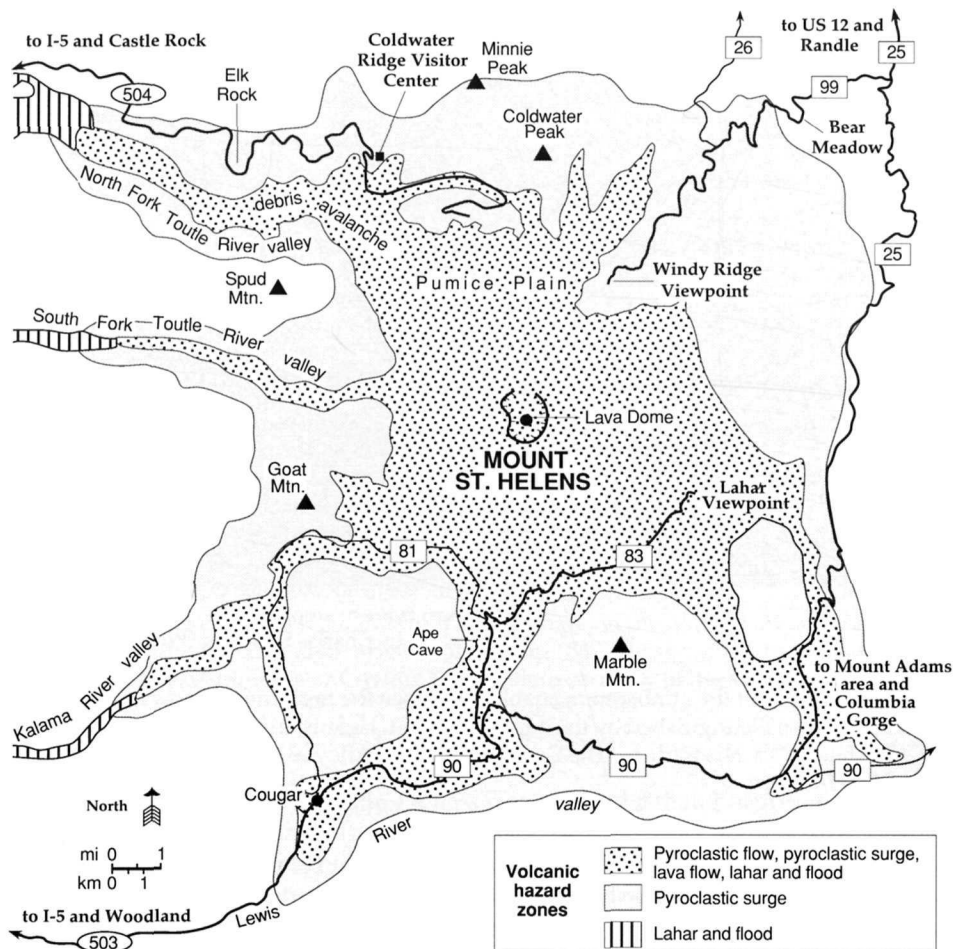 to I-5 and Castle Rock
504
Elk
Rock
Coldwater
Ridge Visitor
Center
Minnie
Peak
Coldwater
Peak
26
to US 12 and
Randle
25
99
Bear
Meadow
North Fork Toutle River valley
debris avalanche
Spud
Mtn.
Pumice Plain
Windy Ridge
Viewpoint
25
South Fork Toutle River valley
Lava Dome
MOUNT
ST. HELENS
Goat
Mtn.
Lahar
Viewpoint
81
83
Ape
Cave
Marble
Mtn.
Kalama River valley
to Mount Adams
area and
Columbia
Gorge
90
90
90
Cougar
North
mi 0 1
km 0 1
Lewis River valley
to I-5 and Woodland
503
Volcanic
hazard
zones
Pyroclastic flow, pyroclastic surge,
lava flow, lahar and flood
Pyroclastic surge
Lahar and flood